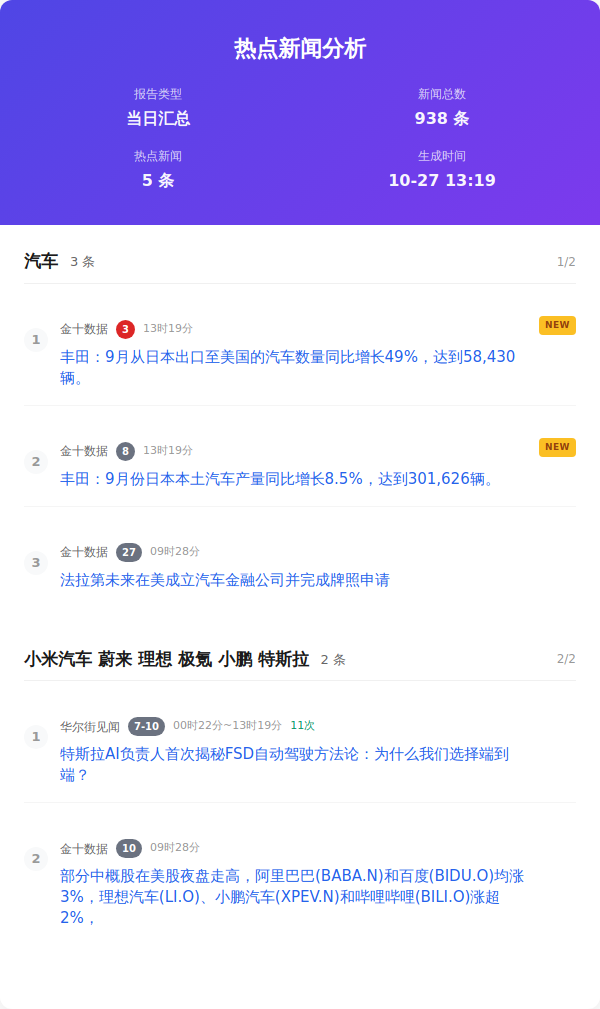 热点新闻分析
报告类型
当日汇总
新闻总数
938 条
热点新闻
5 条
生成时间
10-27 13:19
汽车 3 条 1/2
1
金十数据 3 13时19分 NEW
丰田：9月从日本出口至美国的汽车数量同比增长49%，达到58,430
辆。
2
金十数据 8 13时19分 NEW
丰田：9月份日本本土汽车产量同比增长8.5%，达到301,626辆。
3
金十数据 27 09时28分
法拉第未来在美成立汽车金融公司并完成牌照申请
小米汽车 蔚来 理想 极氪 小鹏 特斯拉 2 条 2/2
1
华尔街见闻 7-10 00时22分~13时19分 11次
特斯拉AI负责人首次揭秘FSD自动驾驶方法论：为什么我们选择端到
端？
2
金十数据 10 09时28分
部分中概股在美股夜盘走高，阿里巴巴(BABA.N)和百度(BIDU.O)均涨
3%，理想汽车(LI.O)、小鹏汽车(XPEV.N)和哔哩哔哩(BILI.O)涨超
2%，